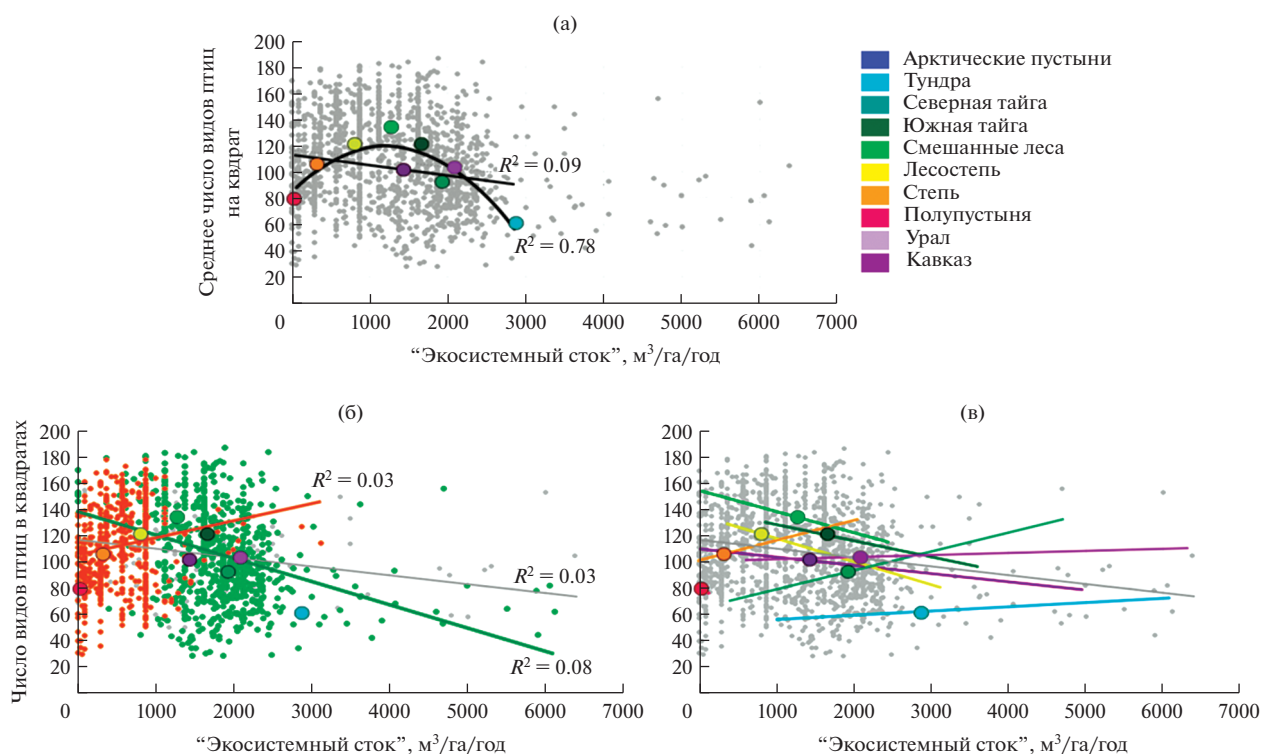 (а)
Среднее число видов птиц
на квдрат
200
180
160
140
120
100
80
60
40
20
R² = 0.09
R² = 0.78
0 1000 2000 3000 4000 5000 6000 7000
“Экосистемный сток”, м³/га/год
Арктические пустыни
Тундра
Северная тайга
Южная тайга
Смешанные леса
Лесостепь
Степь
Полупустыня
Урал
Кавказ
(б)
Число видов птиц в квадратах
200
180
160
140
120
100
80
60
40
20
R² = 0.03
R² = 0.03
R² = 0.08
0 1000 2000 3000 4000 5000 6000 7000
“Экосистемный сток”, м³/га/год
(в)
200
180
160
140
120
100
80
60
40
20
0 1000 2000 3000 4000 5000 6000 7000
“Экосистемный сток”, м³/га/год